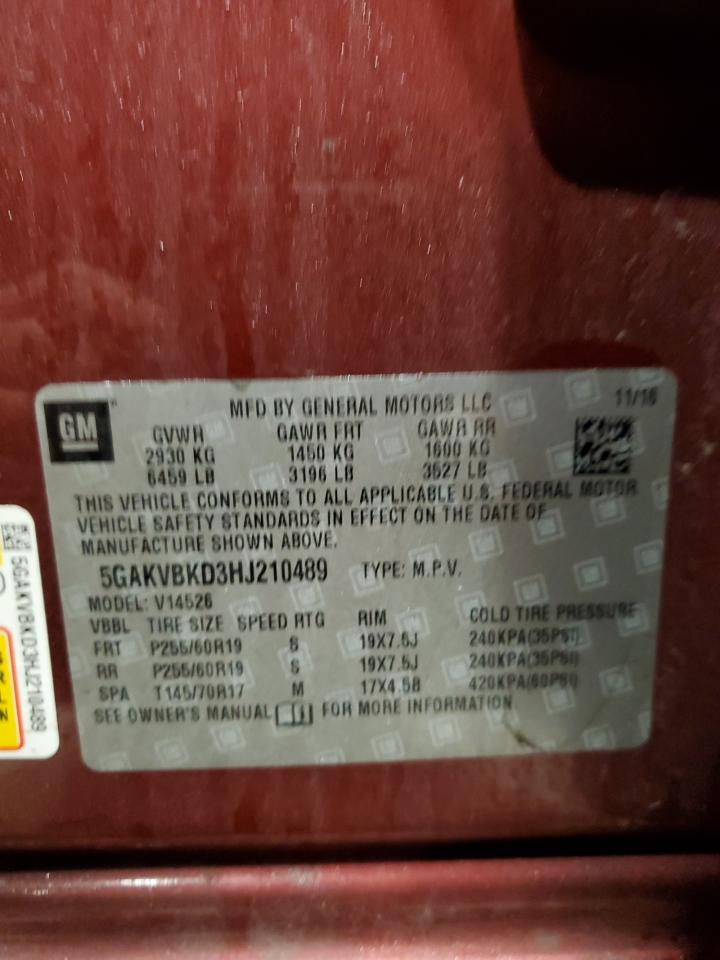 GM
MFD BY GENERAL MOTORS LLC 11/16
GVWR GAWR FRT GAWR RR
2930 KG 1450 KG 1600 KG
6459 LB 3196 LB 3527 LB
THIS VEHICLE CONFORMS TO ALL APPLICABLE U.S. FEDERAL MOTOR
VEHICLE SAFETY STANDARDS IN EFFECT ON THE DATE OF
MANUFACTURE SHOWN ABOVE.
5GAKVBKD3HJ210489 TYPE: M.P.V.
MODEL: V14526
VBBL TIRE SIZE SPEED RTG RIM COLD TIRE PRESSURE
FRT P255/60R19 S 19X7.5J 240KPA(35PSI)
RR P255/60R19 S 19X7.5J 240KPA(35PSI)
SPA T145/70R17 M 17X4.5B 420KPA(60PSI)
SEE OWNER'S MANUAL FOR MORE INFORMATION.
5GAKVBKD3HJ210489